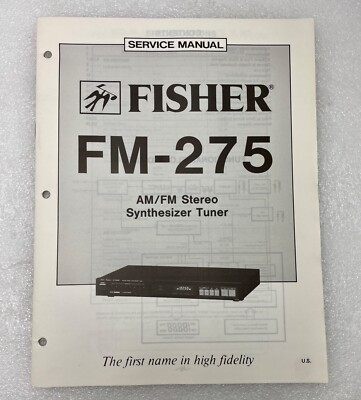 SERVICE MANUAL
FISHER®
FM-275
AM/FM Stereo
Synthesizer Tuner
The first name in high fidelity
U.S.